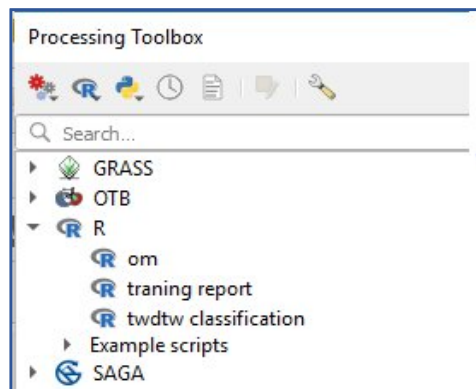 Processing Toolbox
Search...
GRASS
OTB
R
om
traning report
twdtw classification
Example scripts
SAGA